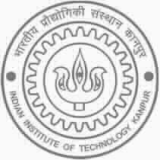 भारतीय प्रौद्योगिकी संस्थान कानपुर
INDIAN INSTITUTE OF TECHNOLOGY KANPUR